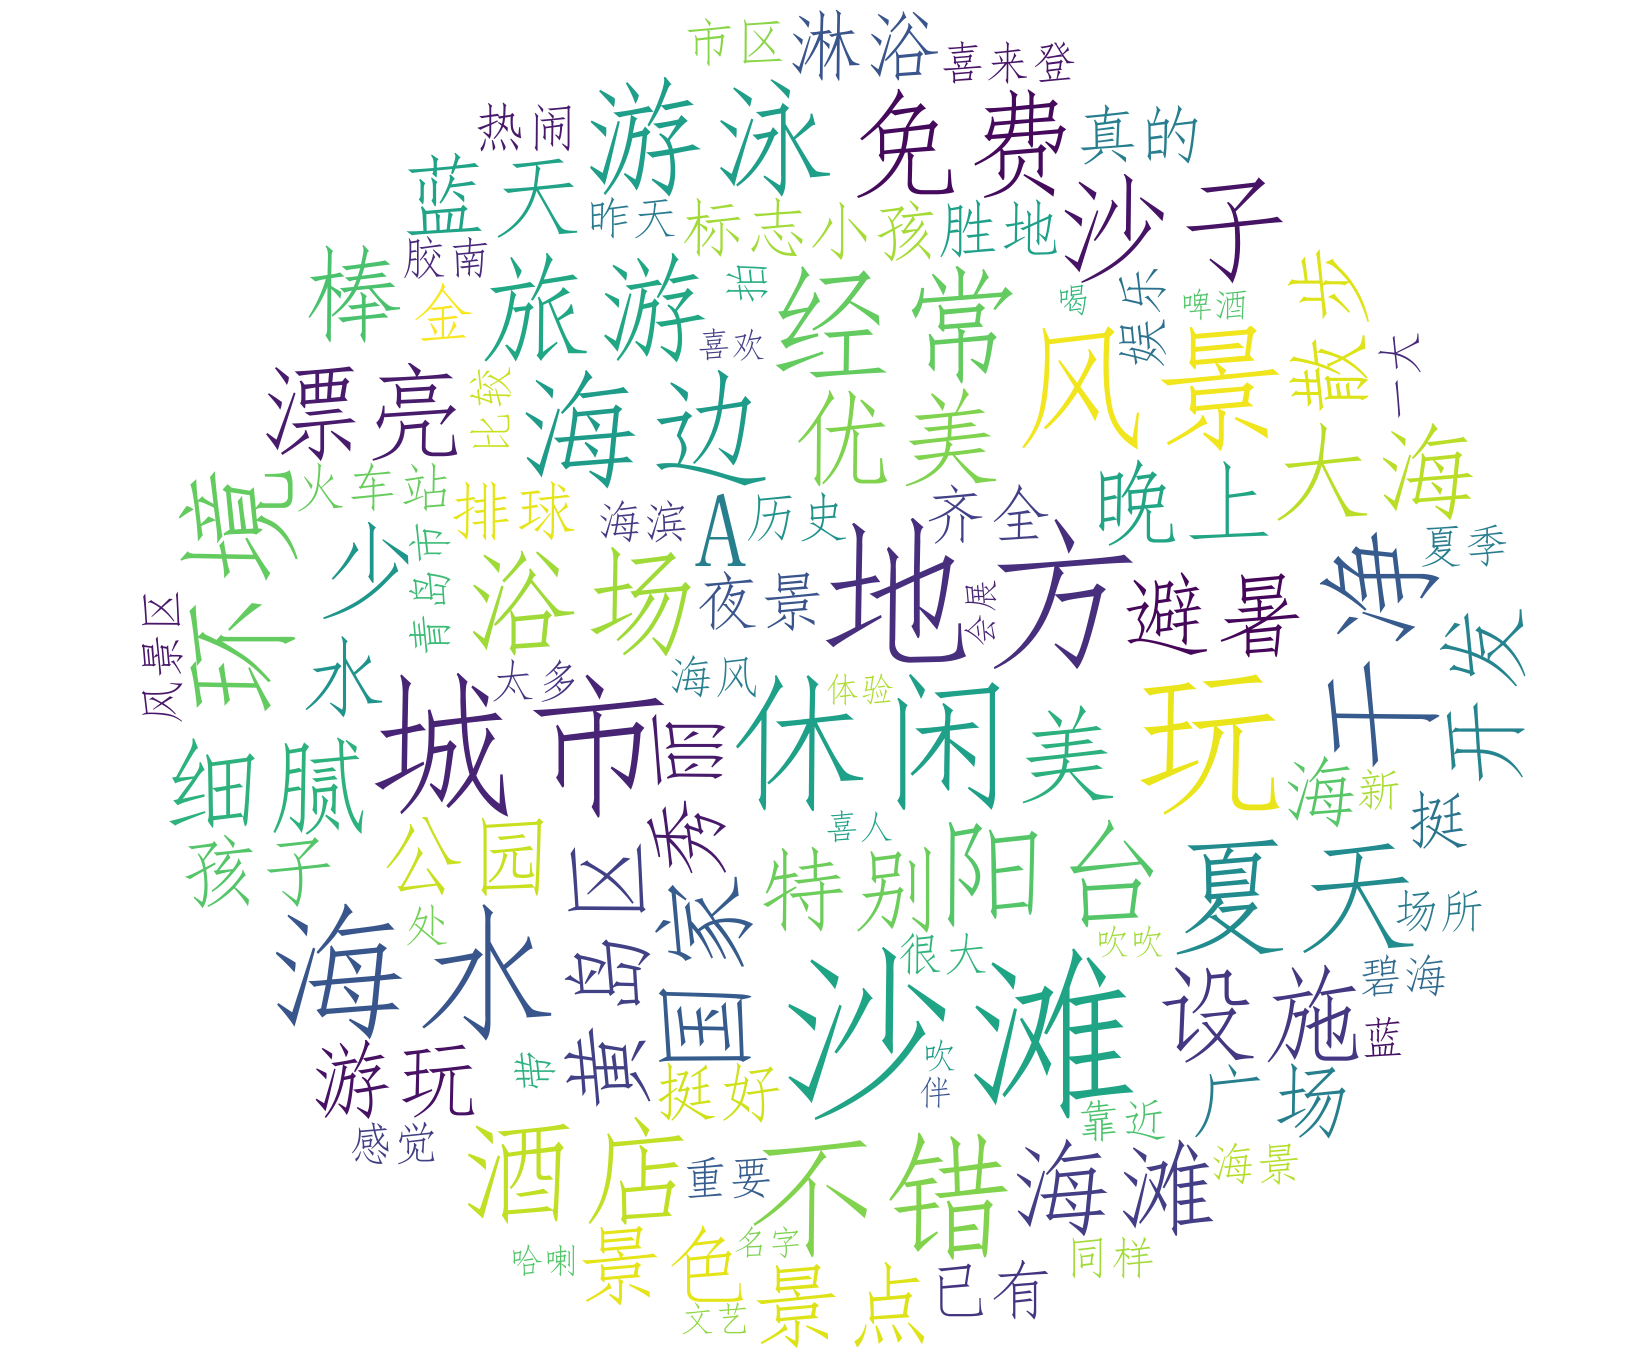 市区
淋浴
喜来登
热闹
游泳
免费
真的
蓝天
昨天
标志
小孩
胜地
沙子
胶南
棒
金
旅游
拍
经常
喝
娱乐
啤酒
散步
喜欢
风景
一大
漂亮
比较
海边
优美
大海
环境
火车站
排球
海滨
A
历史
齐全
晚上
夏季
少
青岛市
浴场
夜景
地方
会展
避暑
干净
开发
风景区
水
太多
海风
体验
城市
秀丽
休闲
美
玩
细腻
海
新
挺
孩子
公园
黄岛区
国家
喜人
特别
阳台
夏天
场所
处
海水
很大
吹吹
碧海
沙滩
设施
蓝
游玩
带
挺好
吹
伴
靠近
广场
感觉
酒店
重要
不错
海滩
海景
哈喇
景色
名字
同样
文艺
景点
已有